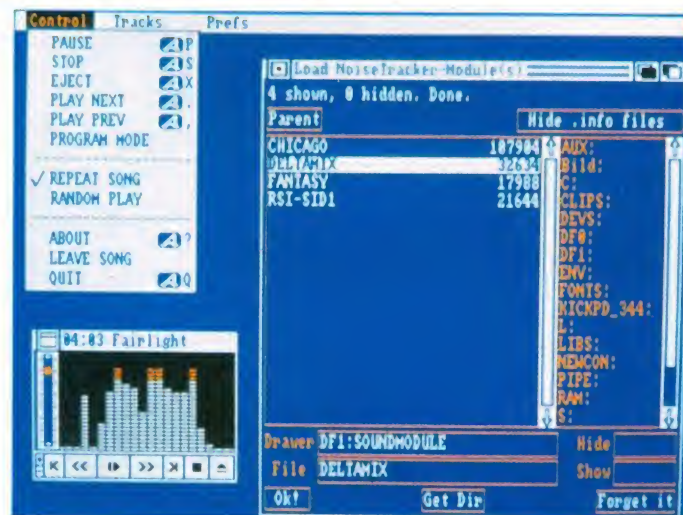 Control Tracks Prefs
PAUSE A P
STOP A S
EJECT A X
PLAY NEXT A .
PLAY PREV A ,
PROGRAM MODE
REPEAT SONG
RANDOM PLAY
ABOUT A ?
LEAVE SONG
QUIT A Q
04:03 Fairlight
Load NoiseTracker-Module(s)
4 shown, 0 hidden. Done.
Parent
Hide .info files
CHICAGO 107904
DELTAMIX 32634
FANTASY 17988
RSI-SID1 21644
AUX:
Bild:
C:
CLIPS:
DEVS:
DF0:
DF1:
ENV:
FONTS:
KICKPD_344:
L:
LIBS:
NEWCON:
PIPE:
RAM:
S:
Drawer DF1:SOUNDMODULE Hide
File DELTAMIX Show
Ok! Get Dir Forget it